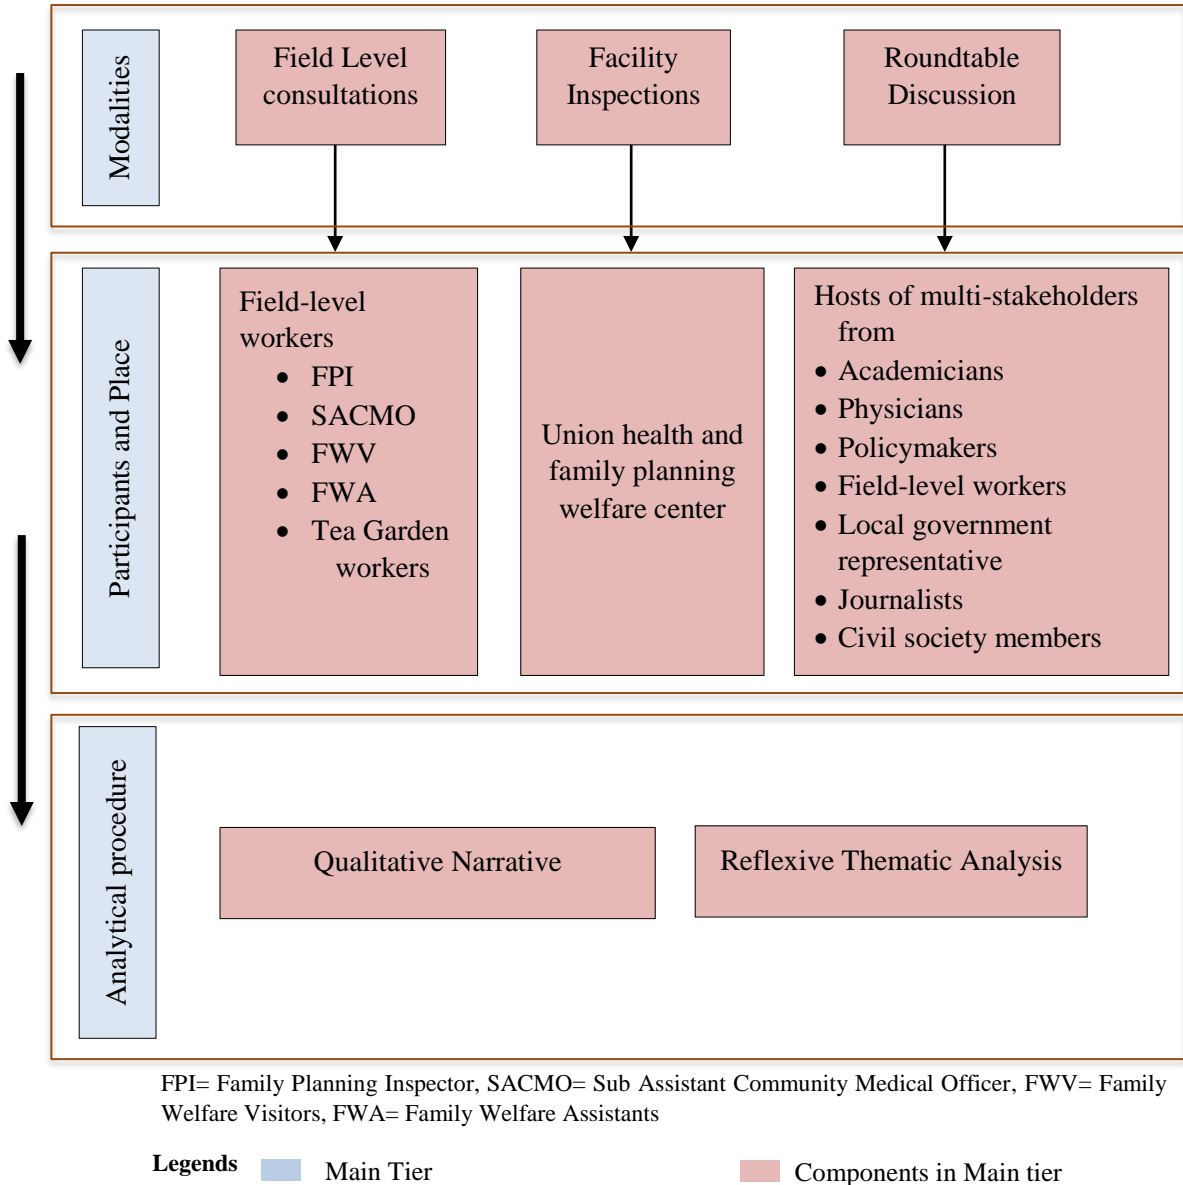 Modalities
Field Level
consultations
Facility
Inspections
Roundtable
Discussion
Participants and Place
Field-level
workers
• FPI
• SACMO
• FWV
• FWA
• Tea Garden
workers
Union health and
family planning
welfare center
Hosts of multi-stakeholders
from
• Academicians
• Physicians
• Policymakers
• Field-level workers
• Local government
representative
• Journalists
• Civil society members
Analytical procedure
Qualitative Narrative
Reflexive Thematic Analysis
FPI= Family Planning Inspector, SACMO= Sub Assistant Community Medical Officer, FWV= Family
Welfare Visitors, FWA= Family Welfare Assistants
Legends
Main Tier
Components in Main tier